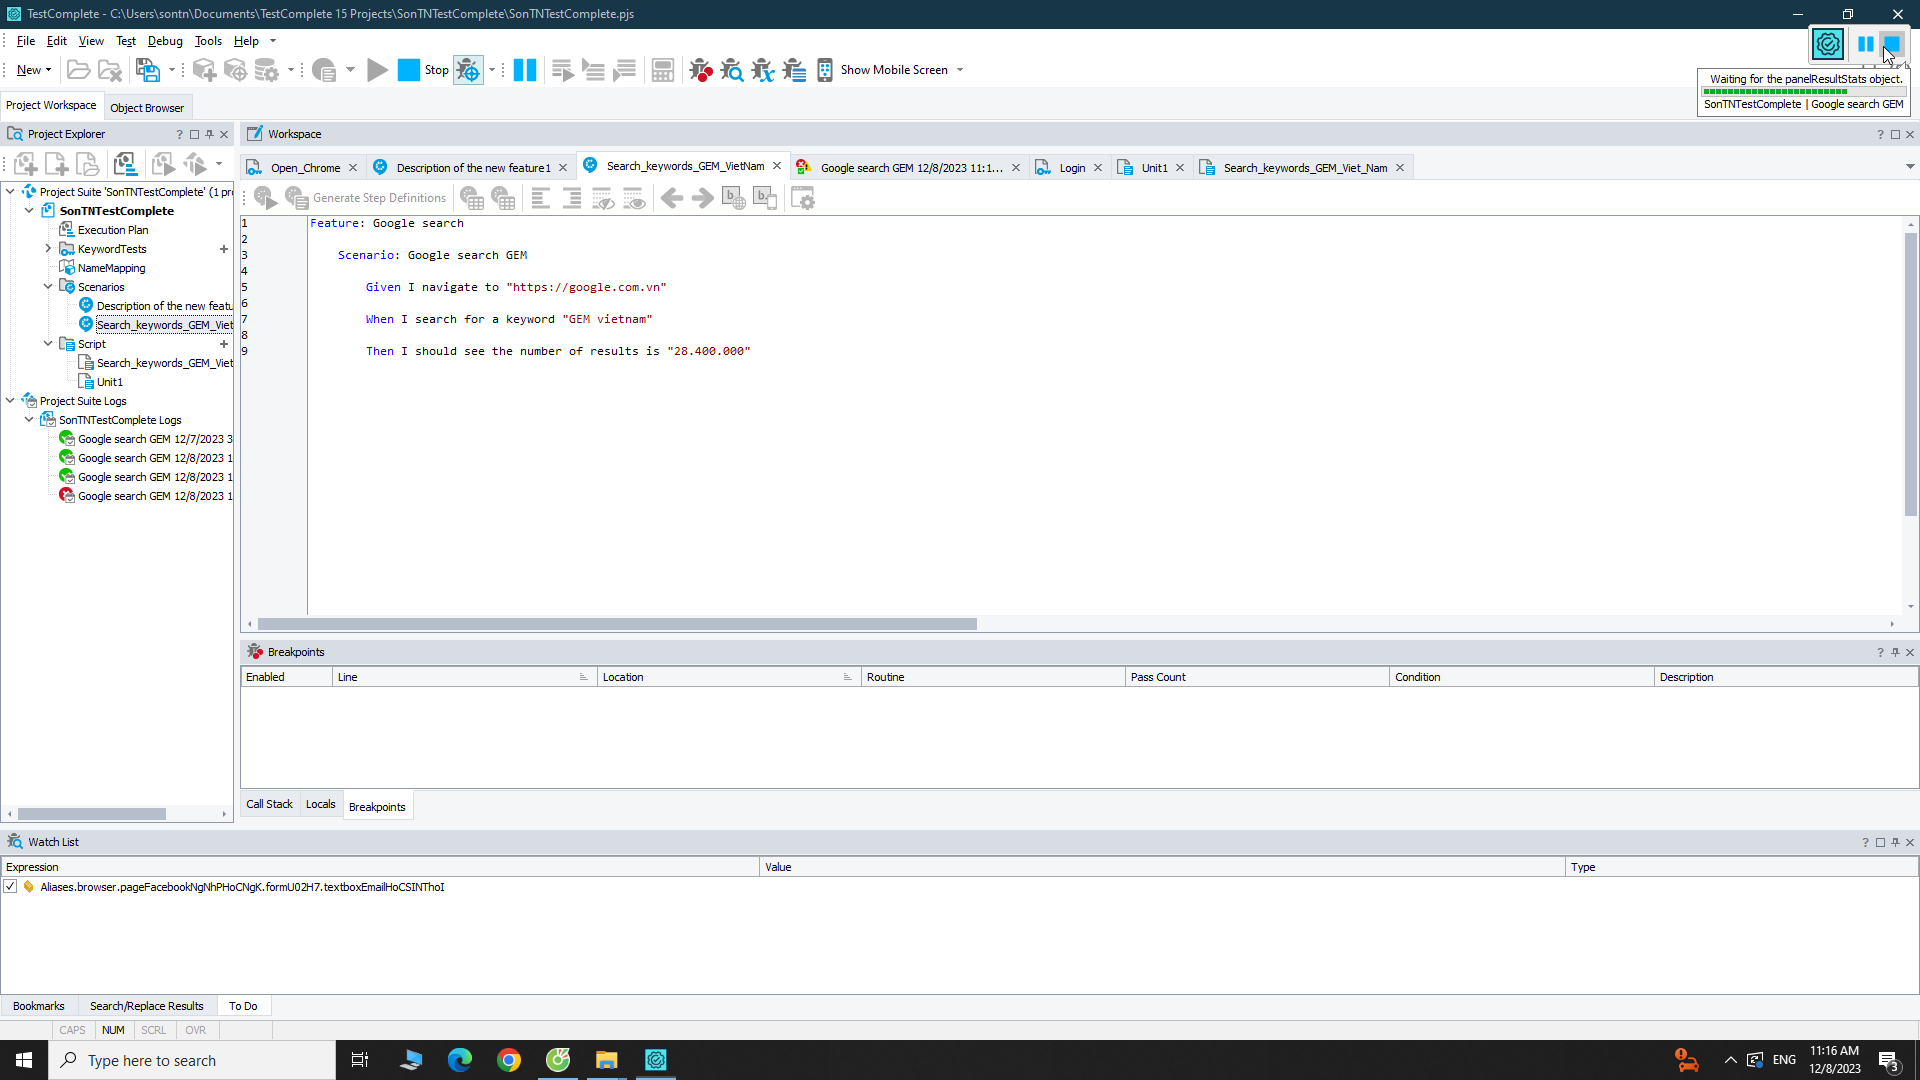 TestComplete - C:\Users\sontn\Documents\TestComplete 15 Projects\SonTNTestComplete\SonTNTestComplete.pjs
File Edit View Test Debug Tools Help
New Stop Show Mobile Screen
Waiting for the panelResultStats object.
SonTNTestComplete | Google search GEM
Project Workspace Object Browser
Project Explorer
Workspace
Open_Chrome Description of the new feature1 Search_keywords_GEM_VietNam Google search GEM 12/8/2023 11:1... Login Unit1 Search_keywords_GEM_Viet_Nam
Generate Step Definitions
Project Suite 'SonTNTestComplete' (1 pr
SonTNTestComplete
Execution Plan
KeywordTests
NameMapping
Scenarios
Description of the new featu
Search_keywords_GEM_Viet
Script
Search_keywords_GEM_Viet
Unit1
Project Suite Logs
SonTNTestComplete Logs
Google search GEM 12/7/2023 3
Google search GEM 12/8/2023 1
Google search GEM 12/8/2023 1
Google search GEM 12/8/2023 1
1 Feature: Google search
2
3 Scenario: Google search GEM
4
5 Given I navigate to "https://google.com.vn"
6
7 When I search for a keyword "GEM vietnam"
8
9 Then I should see the number of results is "28.400.000"
Breakpoints
Enabled Line Location Routine Pass Count Condition Description
Call Stack Locals Breakpoints
Watch List
Expression Value Type
Aliases.browser.pageFacebookNgNhPHoCNgK.formU02H7.textboxEmailHoCSINThoI
Bookmarks Search/Replace Results To Do
CAPS NUM SCRL OVR
Type here to search
ENG
11:16 AM
12/8/2023
3